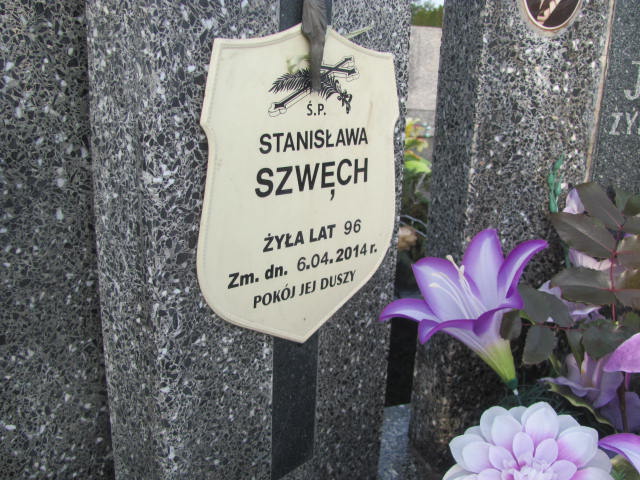 Ś.P.
STANISŁAWA
SZWĘCH
ŻYŁA LAT 96
Zm. dn. 6.04.2014 r.
POKÓJ JEJ DUSZY